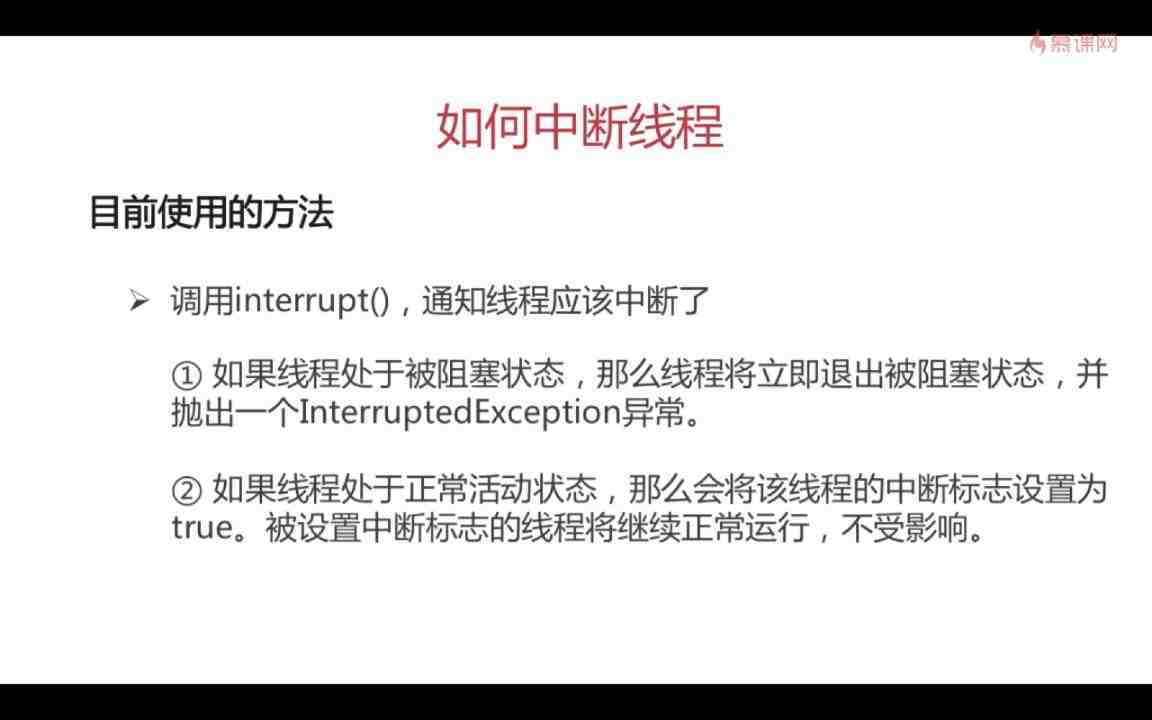 慕课网
如何中断线程
目前使用的方法
➢ 调用interrupt()，通知线程应该中断了
① 如果线程处于被阻塞状态，那么线程将立即退出被阻塞状态，并
抛出一个InterruptedException异常。
② 如果线程处于正常活动状态，那么会将该线程的中断标志设置为
true。被设置中断标志的线程将继续正常运行，不受影响。